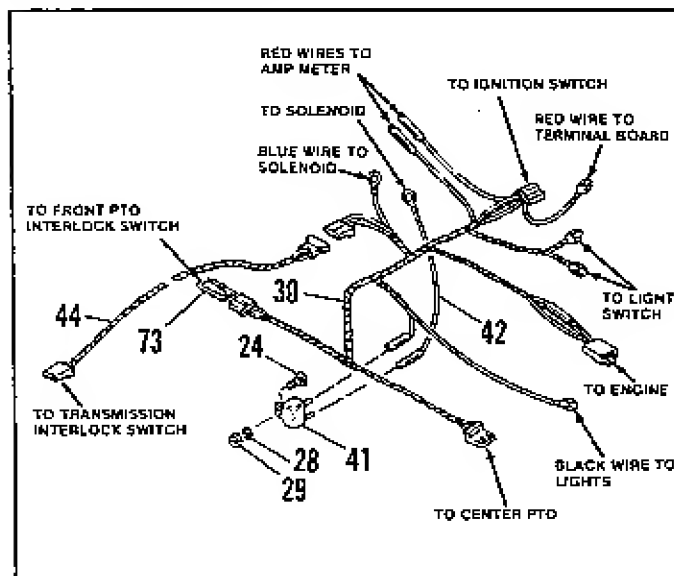 RED WIRES TO
AMP METER
TO IGNITION SWITCH
TO SOLENOID
RED WIRE TO
TERMINAL BOARD
BLUE WIRE TO
SOLENOID
TO FRONT PTO
INTERLOCK SWITCH
30
44
73
42
TO LIGHT
SWITCH
24
TO ENGINE
TO TRANSMISSION
INTERLOCK SWITCH
28
41
29
BLACK WIRE TO
LIGHTS
TO CENTER PTO